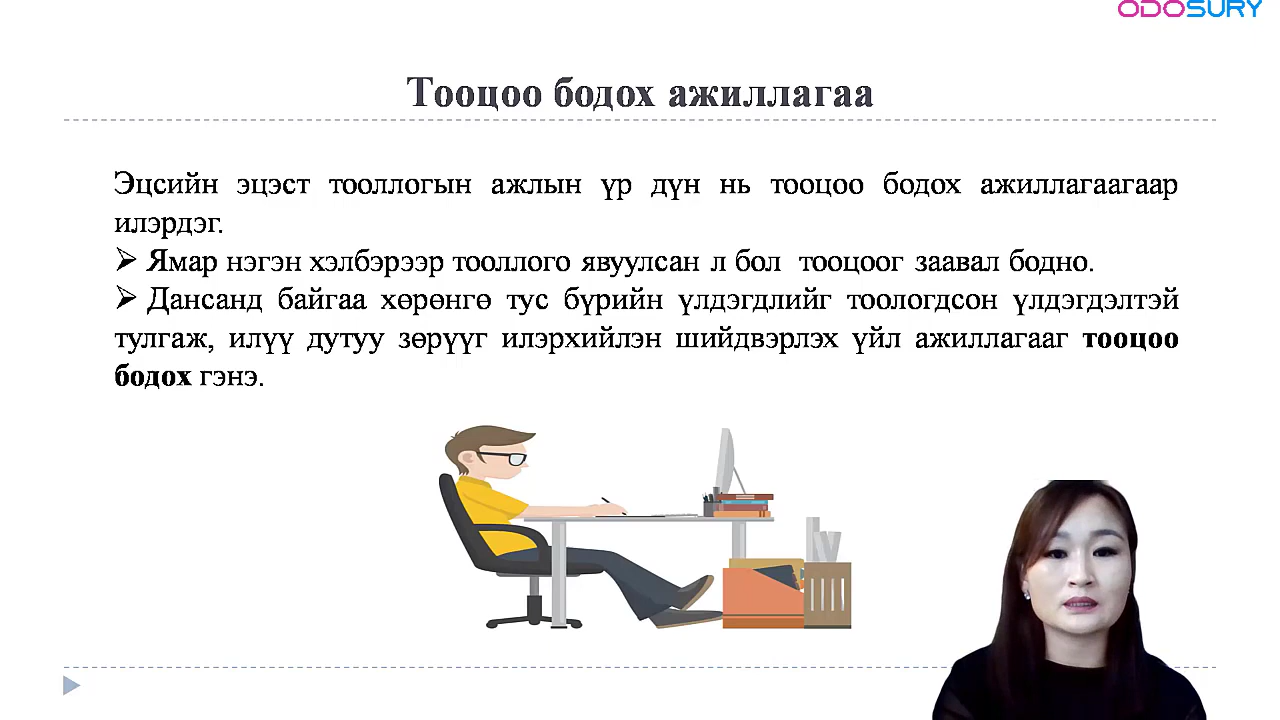 ODOSURY
Тооцоо бодох ажиллагаа
Эцсийн эцэст тооллогын ажлын үр дүн нь тооцоо бодох ажиллагаагаар
илэрдэг.
➢ Ямар нэгэн хэлбэрээр тооллого явуулсан л бол тооцоог заавал бодно.
➢ Дансанд байгаа хөрөнгө тус бүрийн үлдэгдлийг тоологдсон үлдэгдэлтэй
тулгаж, илүү дутуу зөрүүг илэрхийлэн шийдвэрлэх үйл ажиллагааг тооцоо
бодох гэнэ.